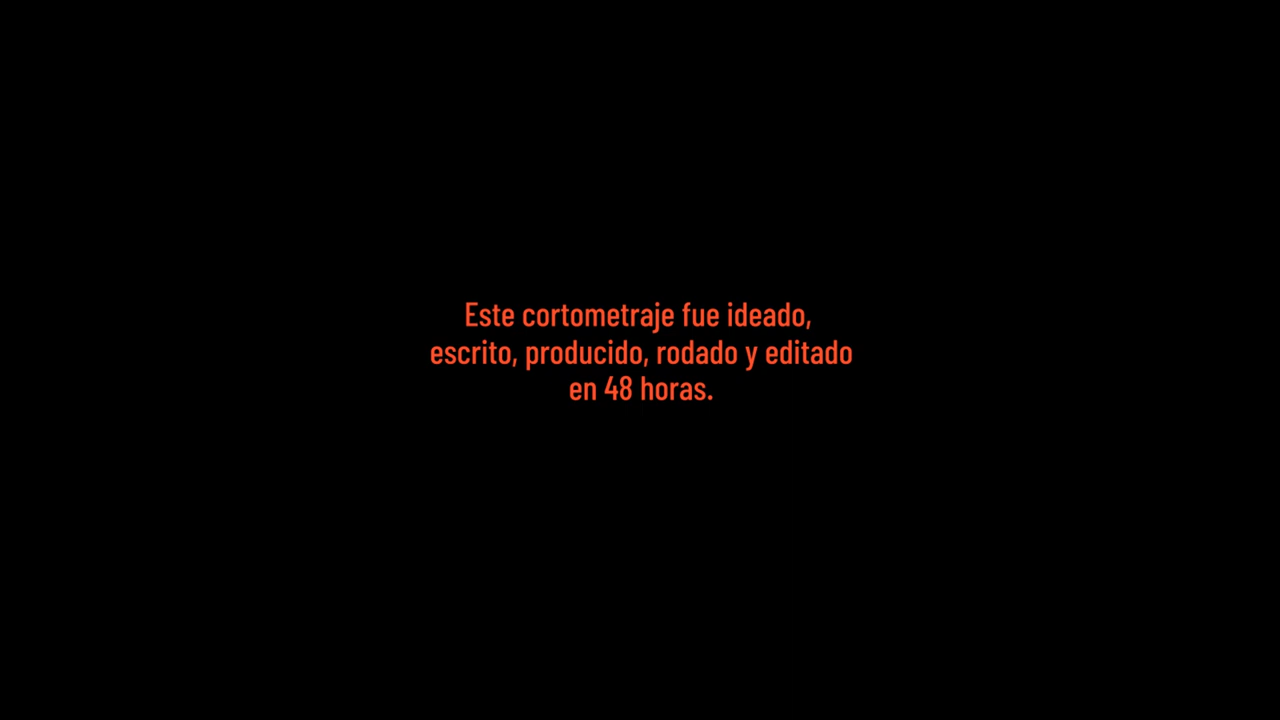 Este cortometraje fue ideado,
escrito, producido, rodado y editado
en 48 horas.